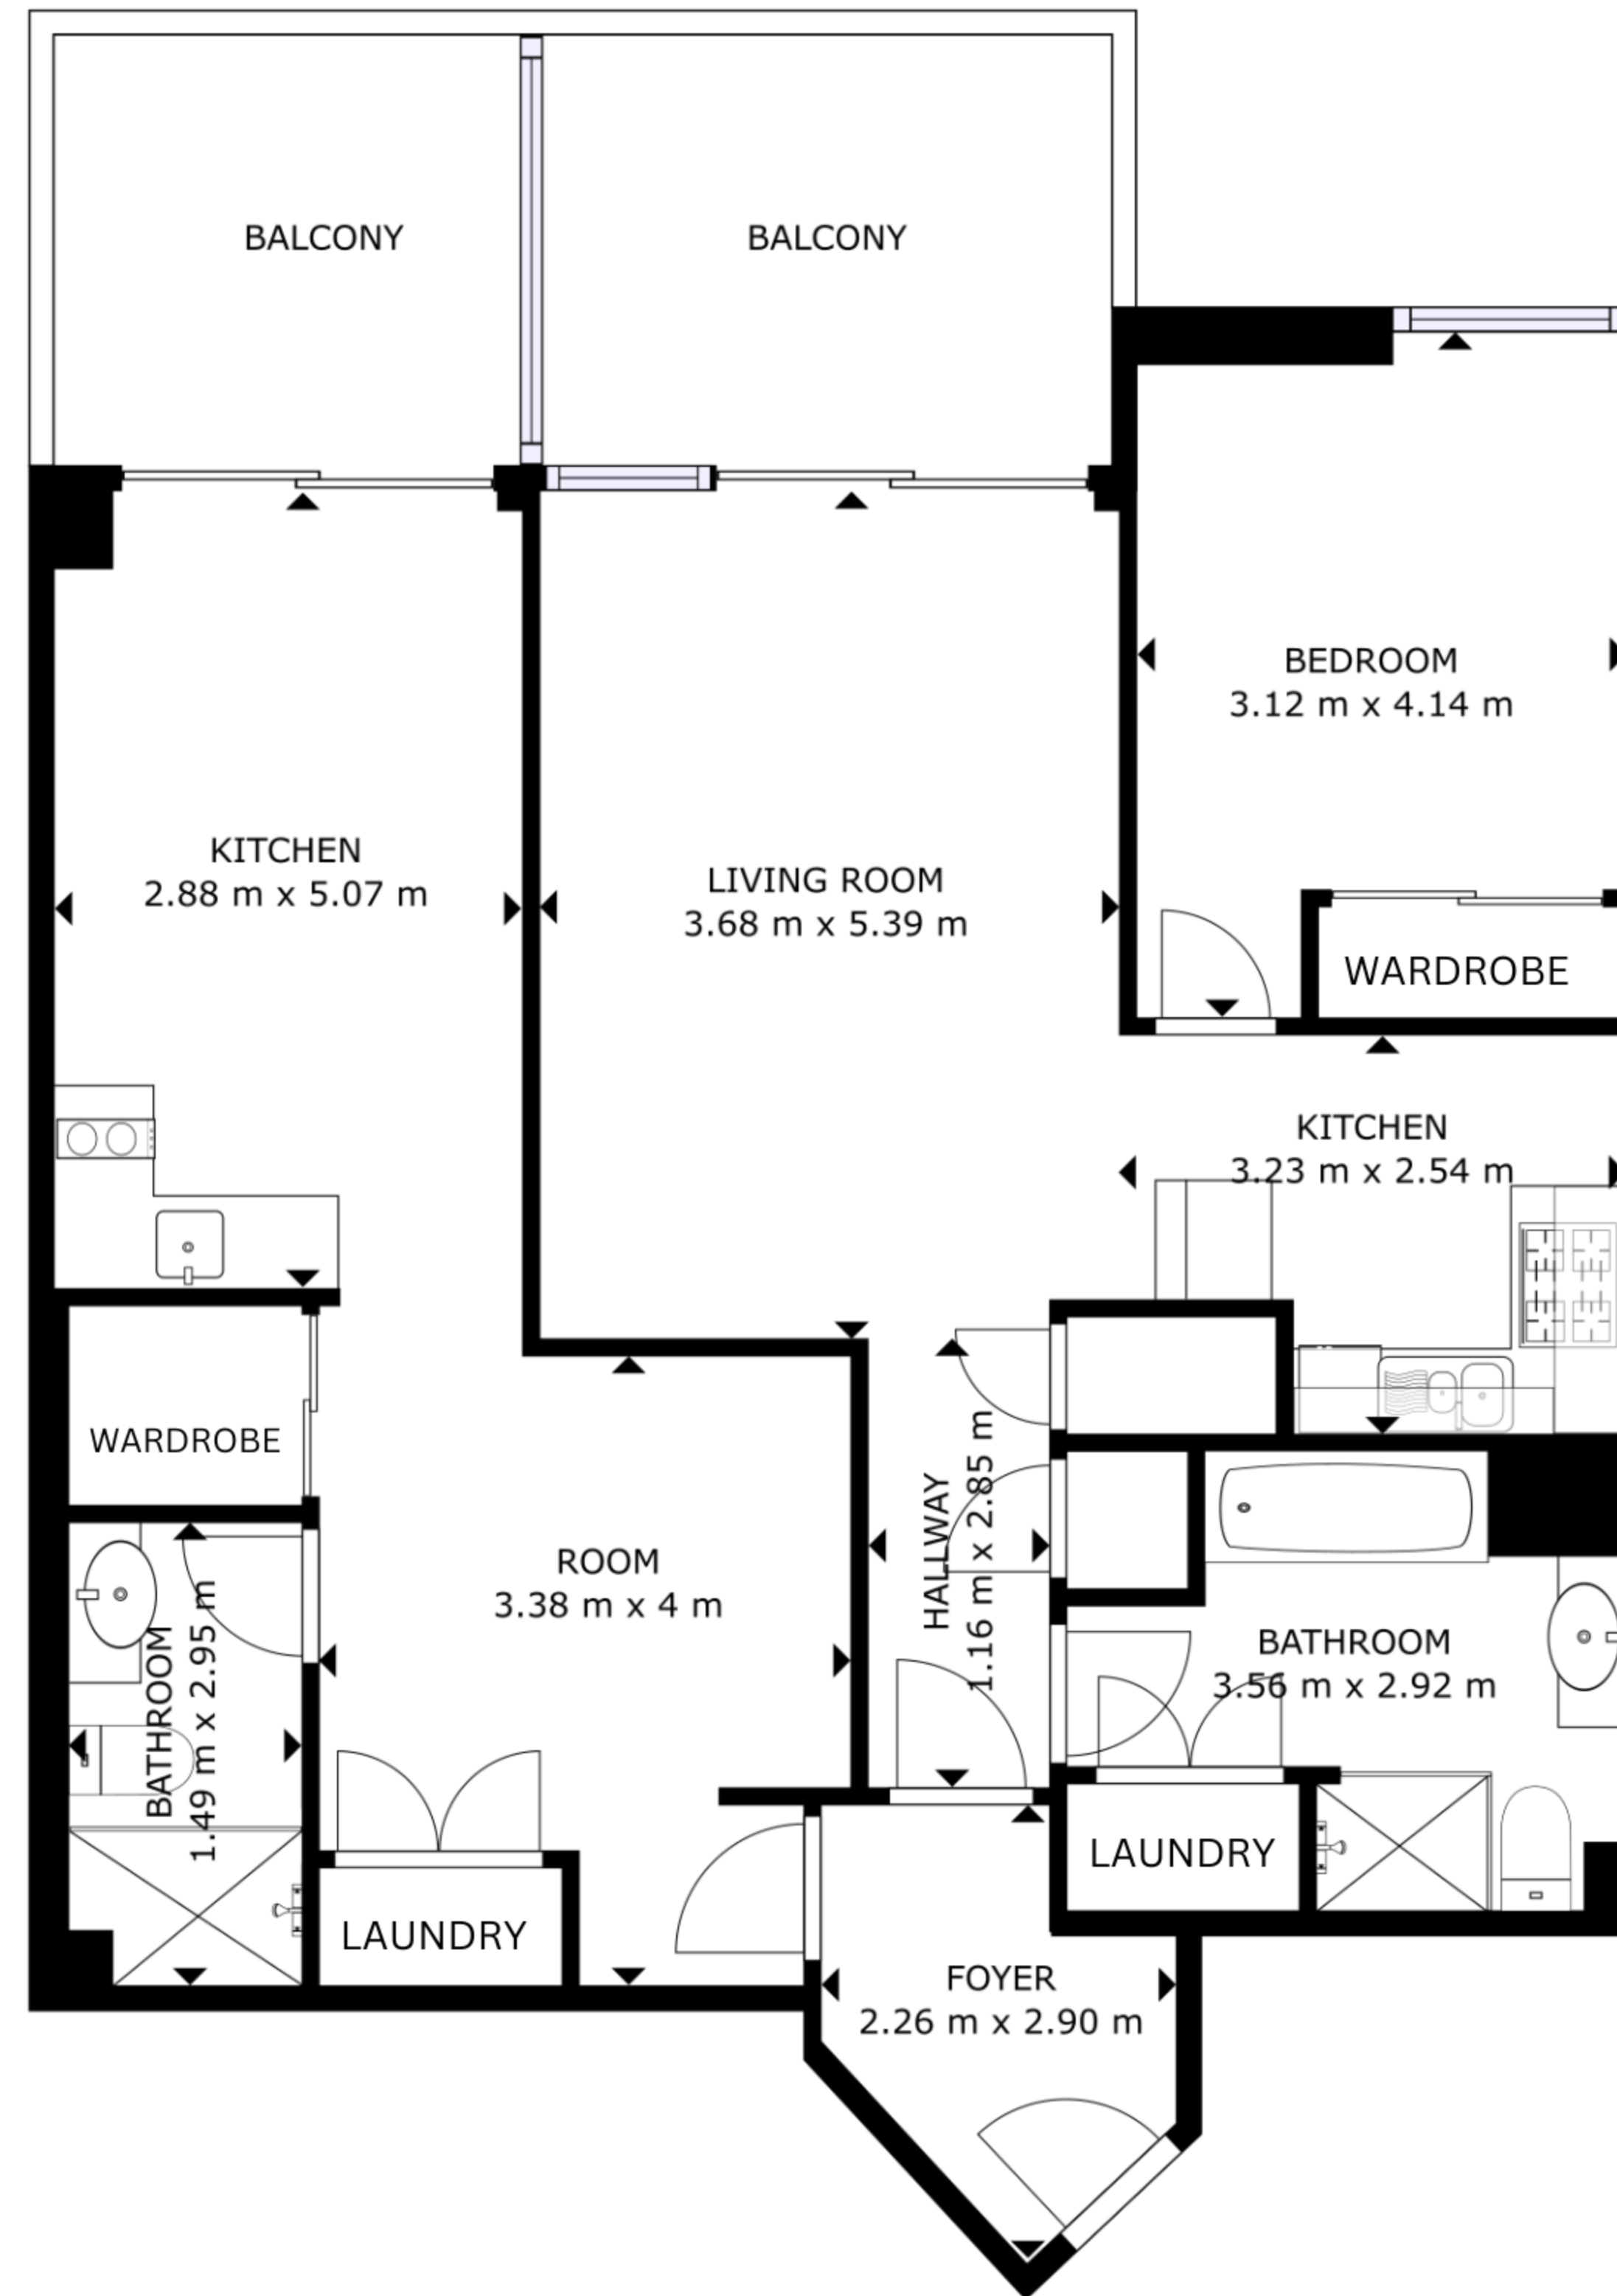 BALCONY
BALCONY
BEDROOM
3.12 m x 4.14 m
KITCHEN
2.88 m x 5.07 m
LIVING ROOM
3.68 m x 5.39 m
WARDROBE
KITCHEN
3.23 m x 2.54 m
WARDROBE
HALLWAY
1.16 m x 2.85 m
ROOM
3.38 m x 4 m
BATHROOM
1.49 m x 2.95 m
BATHROOM
3.56 m x 2.92 m
LAUNDRY
LAUNDRY
FOYER
2.26 m x 2.90 m